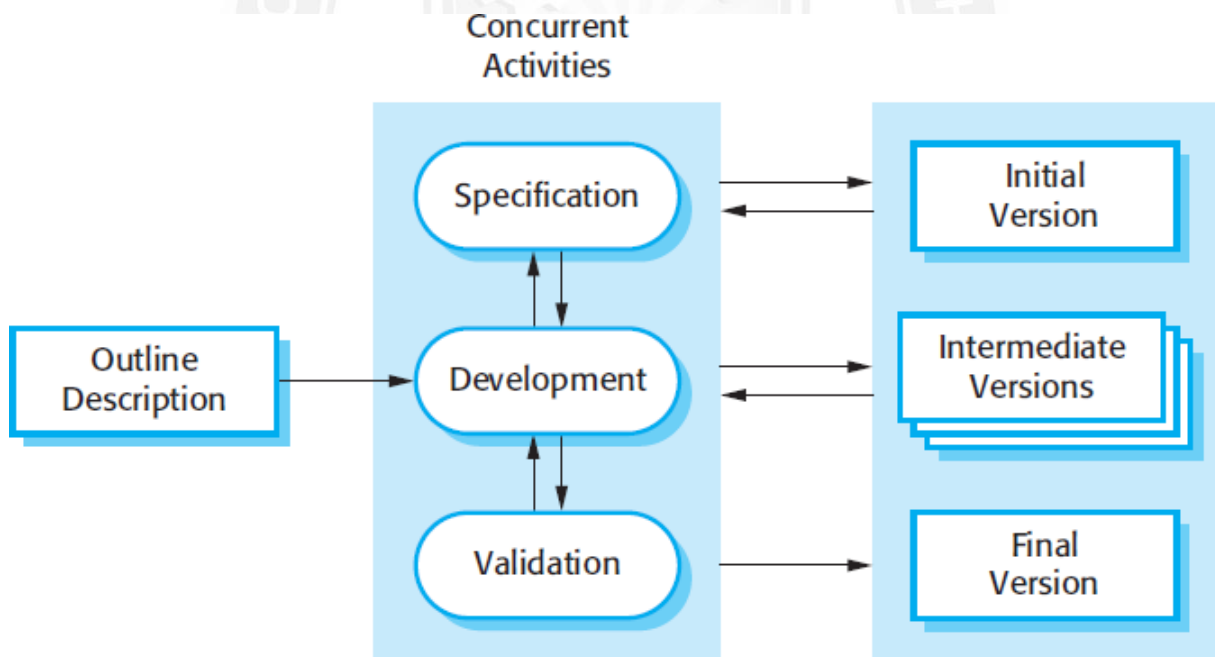 Concurrent
Activities
Specification
Initial
Version
Outline
Description
Development
Intermediate
Versions
Validation
Final
Version